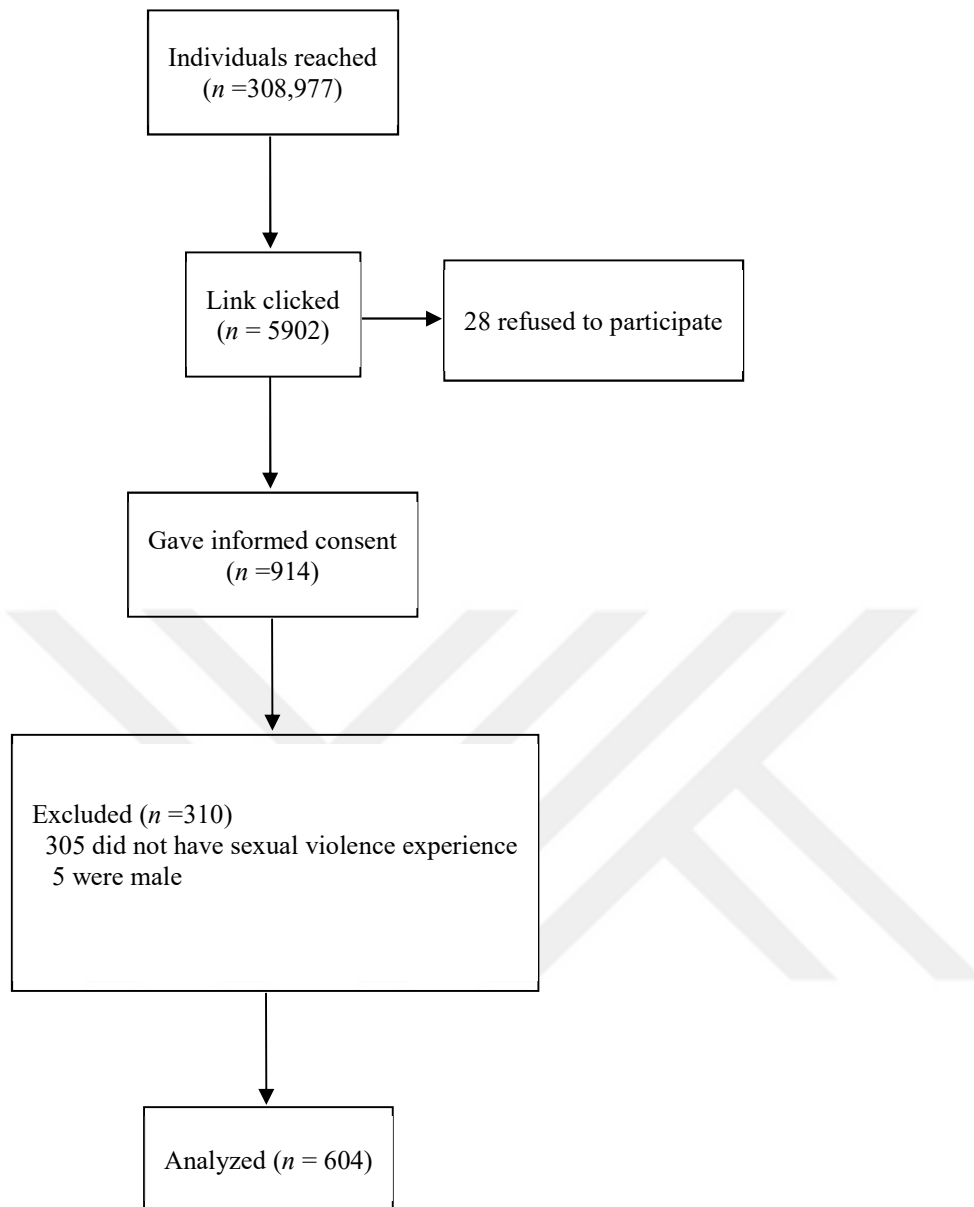 Individuals reached
(n =308,977)
Link clicked
(n = 5902)
28 refused to participate
Gave informed consent
(n =914)
Excluded (n =310)
305 did not have sexual violence experience
5 were male
Analyzed (n = 604)